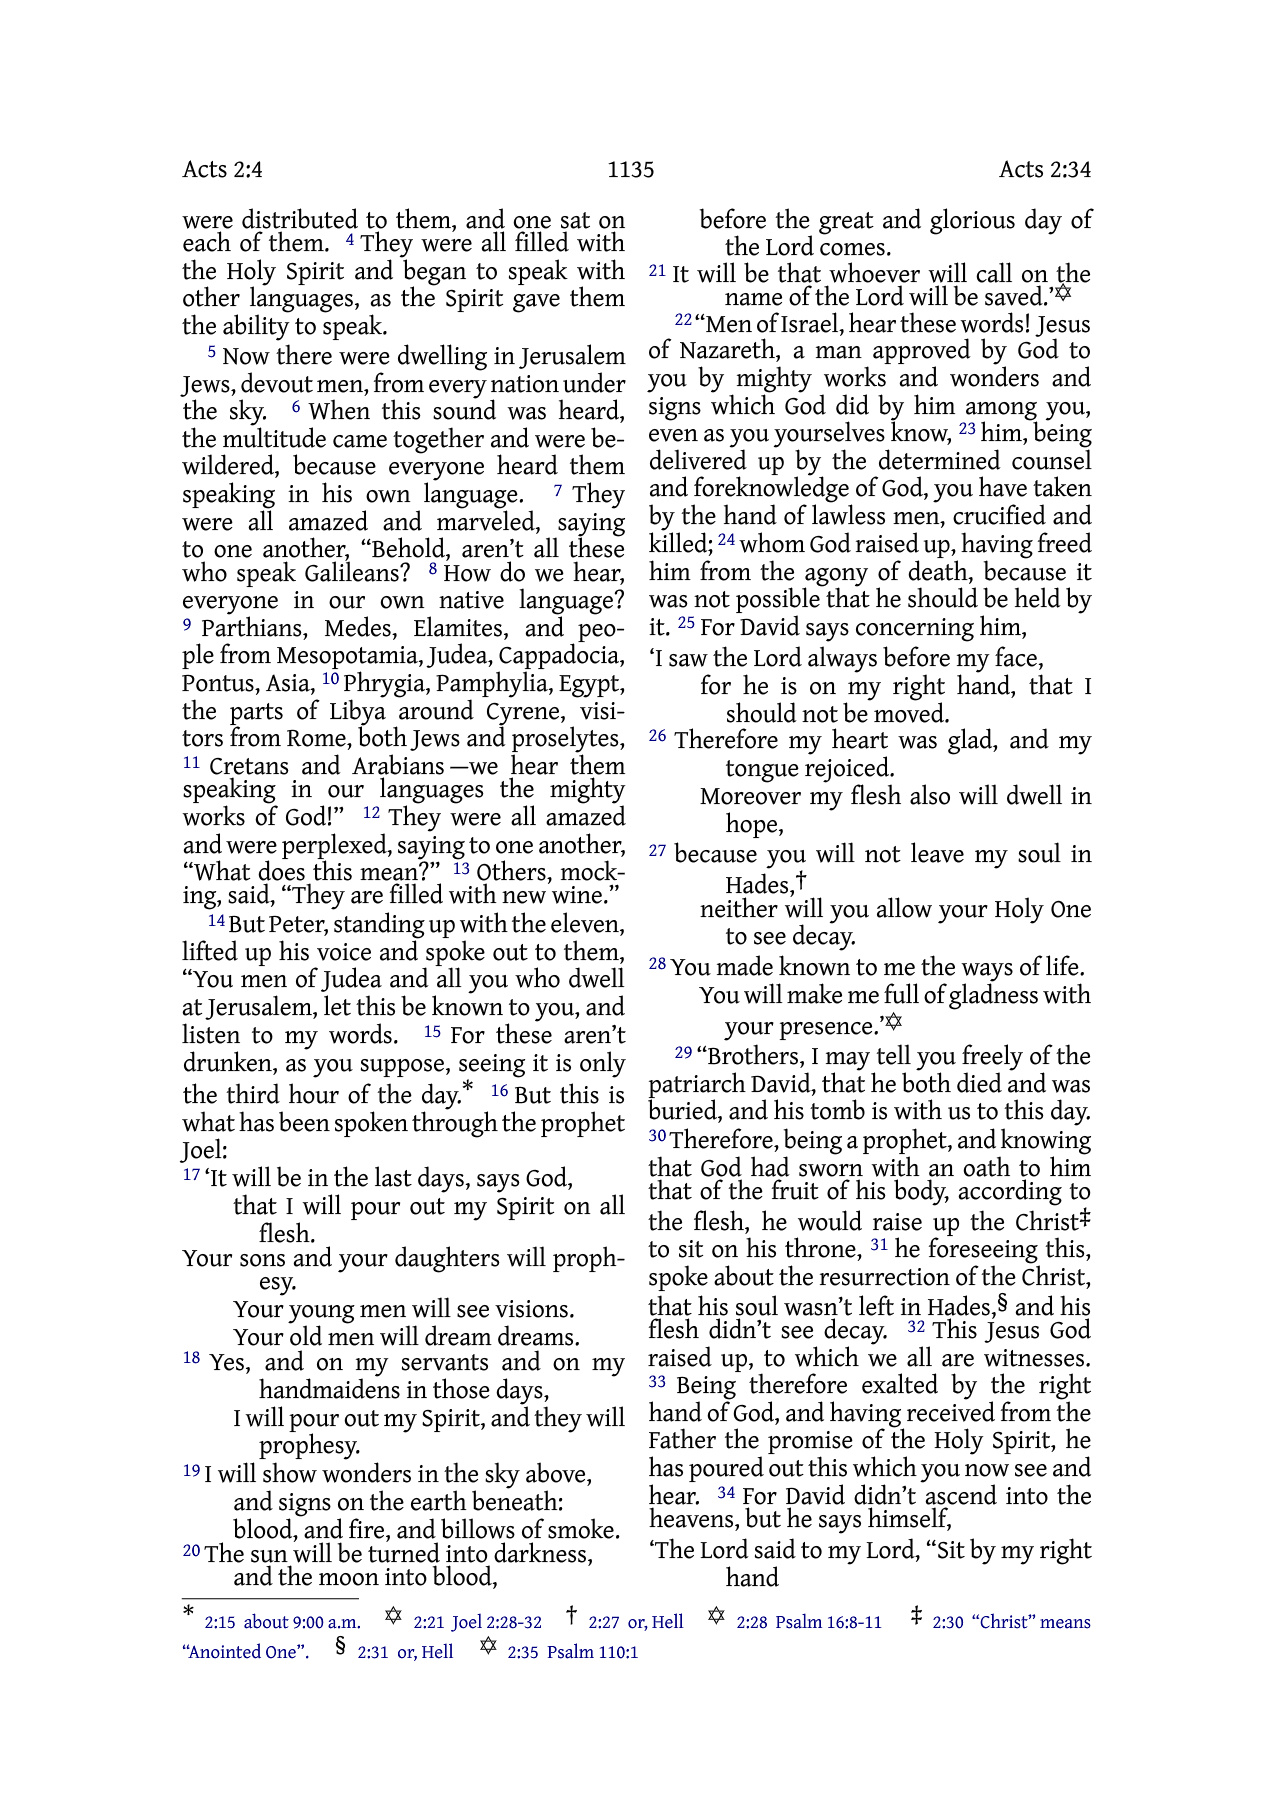 Acts 2:4 1135 Acts 2:34
were distributed to them, and one sat on
each of them. 4 They were all filled with
the Holy Spirit and began to speak with
other languages, as the Spirit gave them
the ability to speak.
5 Now there were dwelling in Jerusalem
Jews, devout men, from every nation under
the sky. 6 When this sound was heard,
the multitude came together and were be-
wildered, because everyone heard them
speaking in his own language. 7 They
were all amazed and marveled, saying
to one another, “Behold, aren’t all these
who speak Galileans? 8 How do we hear,
everyone in our own native language?
9 Parthians, Medes, Elamites, and peo-
ple from Mesopotamia, Judea, Cappadocia,
Pontus, Asia, 10 Phrygia, Pamphylia, Egypt,
the parts of Libya around Cyrene, visi-
tors from Rome, both Jews and proselytes,
11 Cretans and Arabians—we hear them
speaking in our languages the mighty
works of God!” 12 They were all amazed
and were perplexed, saying to one another,
“What does this mean?” 13 Others, mock-
ing, said, “They are filled with new wine.”
14 But Peter, standing up with the eleven,
lifted up his voice and spoke out to them,
“You men of Judea and all you who dwell
at Jerusalem, let this be known to you, and
listen to my words. 15 For these aren’t
drunken, as you suppose, seeing it is only
the third hour of the day.* 16 But this is
what has been spoken through the prophet
Joel:
17 ‘It will be in the last days, says God,
that I will pour out my Spirit on all
flesh.
Your sons and your daughters will proph-
esy.
Your young men will see visions.
Your old men will dream dreams.
18 Yes, and on my servants and on my
handmaidens in those days,
I will pour out my Spirit, and they will
prophesy.
19 I will show wonders in the sky above,
and signs on the earth beneath:
blood, and fire, and billows of smoke.
20 The sun will be turned into darkness,
and the moon into blood,
before the great and glorious day of
the Lord comes.
21 It will be that whoever will call on the
name of the Lord will be saved.’✡
22 “Men of Israel, hear these words! Jesus
of Nazareth, a man approved by God to
you by mighty works and wonders and
signs which God did by him among you,
even as you yourselves know, 23 him, being
delivered up by the determined counsel
and foreknowledge of God, you have taken
by the hand of lawless men, crucified and
killed; 24 whom God raised up, having freed
him from the agony of death, because it
was not possible that he should be held by
it. 25 For David says concerning him,
‘I saw the Lord always before my face,
for he is on my right hand, that I
should not be moved.
26 Therefore my heart was glad, and my
tongue rejoiced.
Moreover my flesh also will dwell in
hope,
27 because you will not leave my soul in
Hades,†
neither will you allow your Holy One
to see decay.
28 You made known to me the ways of life.
You will make me full of gladness with
your presence.’✡
29 “Brothers, I may tell you freely of the
patriarch David, that he both died and was
buried, and his tomb is with us to this day.
30 Therefore, being a prophet, and knowing
that God had sworn with an oath to him
that of the fruit of his body, according to
the flesh, he would raise up the Christ‡
to sit on his throne, 31 he foreseeing this,
spoke about the resurrection of the Christ,
that his soul wasn’t left in Hades,§ and his
flesh didn’t see decay. 32 This Jesus God
raised up, to which we all are witnesses.
33 Being therefore exalted by the right
hand of God, and having received from the
Father the promise of the Holy Spirit, he
has poured out this which you now see and
hear. 34 For David didn’t ascend into the
heavens, but he says himself,
‘The Lord said to my Lord, “Sit by my right
hand
* 2:15 about 9:00 a.m. ✡ 2:21 Joel 2:28-32 † 2:27 or, Hell ✡ 2:28 Psalm 16:8-11 ‡ 2:30 “Christ” means
“Anointed One”. § 2:31 or, Hell ✡ 2:35 Psalm 110:1